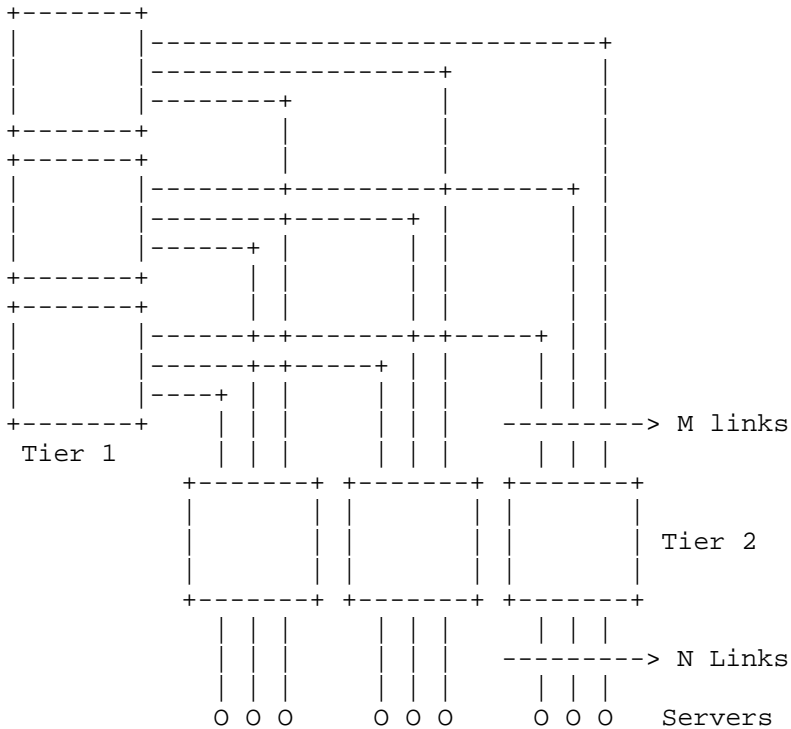 Tier 1
M links
Tier 2
N Links
O O O O O O O O O Servers